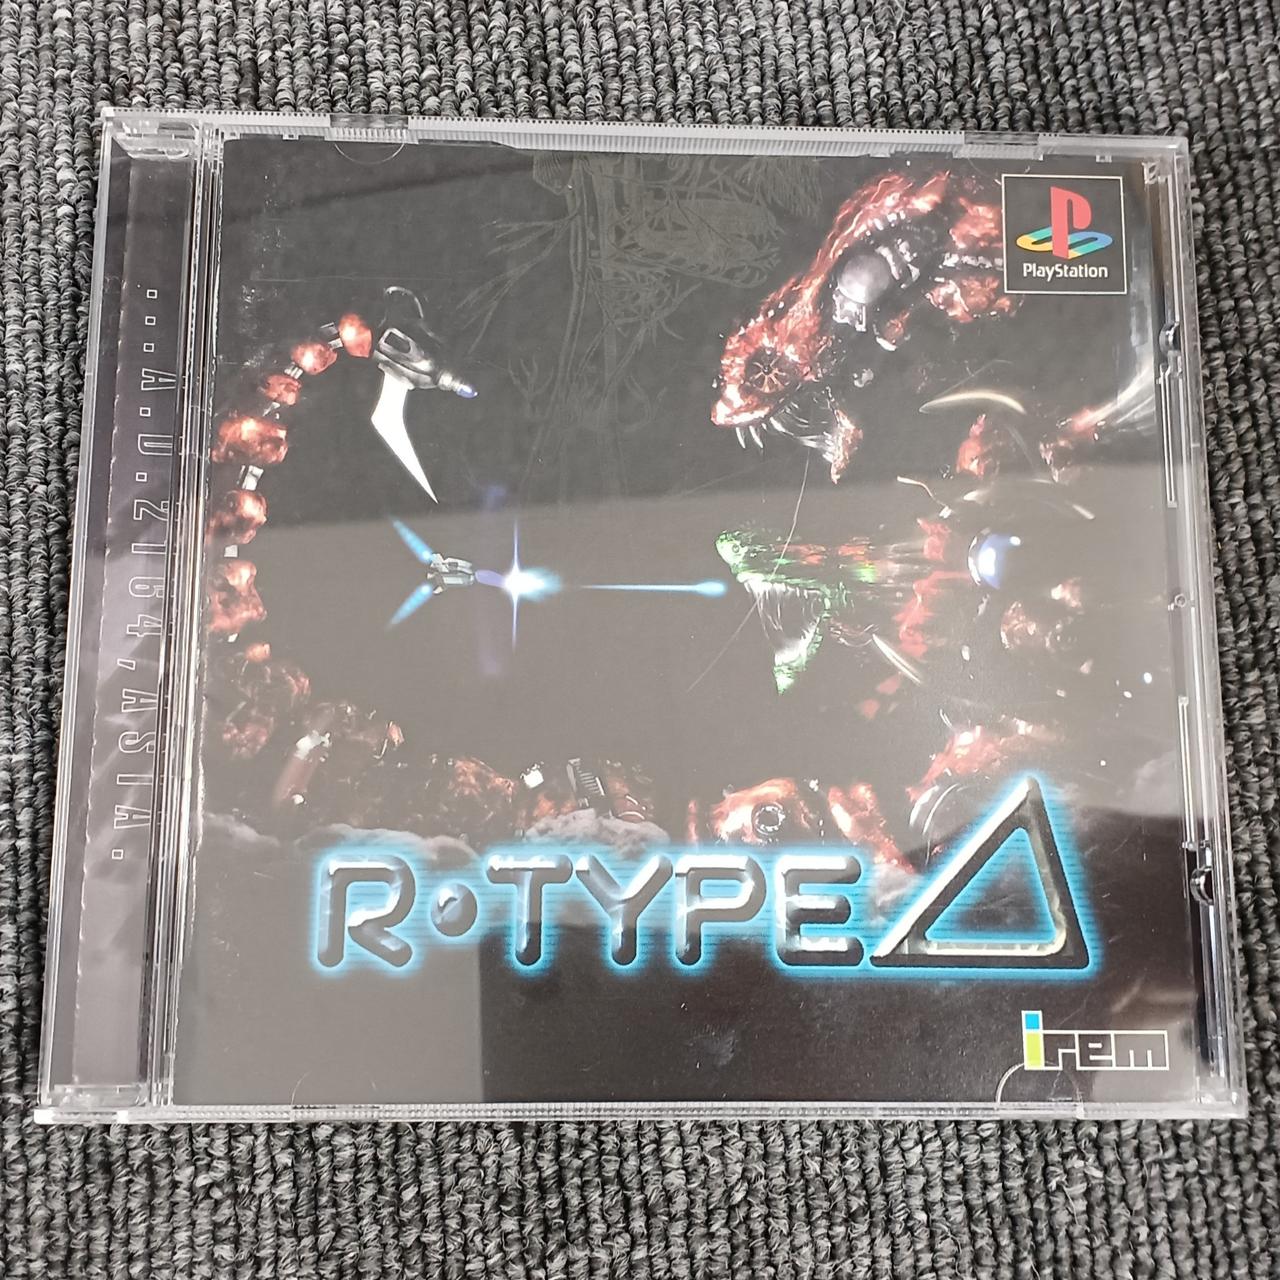 PlayStation
...A.D.2164,ASIA.
R·TYPE Δ
irem